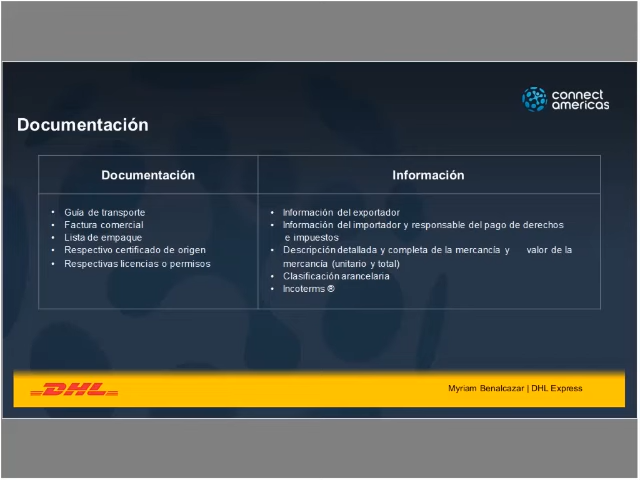 connect
americas
Documentación
Documentación
Información
• Guía de transporte
• Factura comercial
• Lista de empaque
• Respectivo certificado de origen
• Respectivas licencias o permisos
• Información del exportador
• Información del importador y responsable del pago de derechos
e impuestos
• Descripción detallada y completa de la mercancía y valor de la
mercancía (unitario y total)
• Clasificación arancelaria
• Incoterms ®
DHL
Myriam Benalcazar | DHL Express